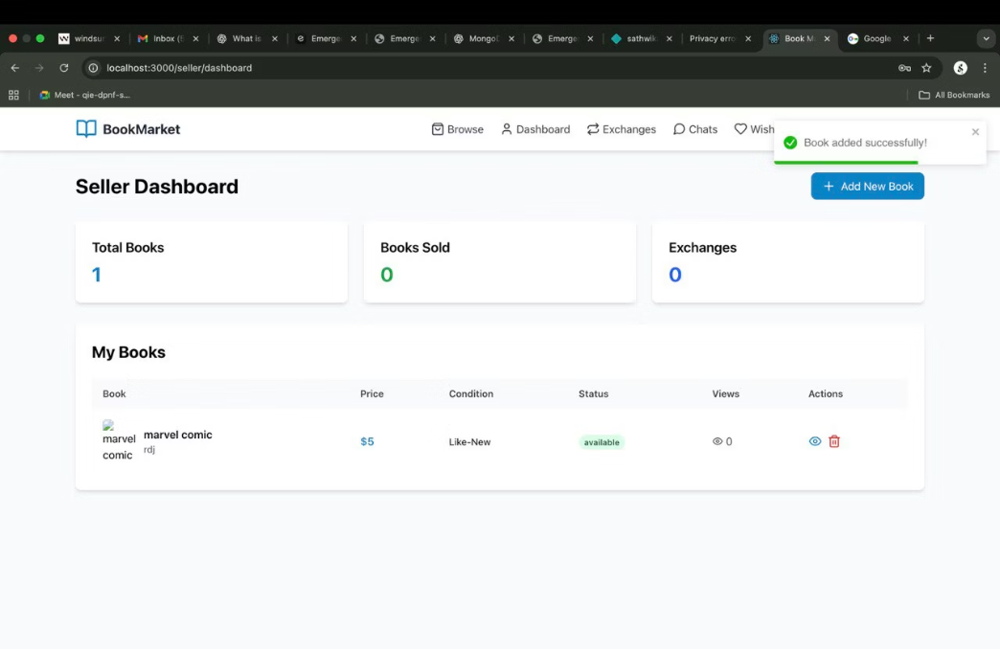 windsu
Inbox (
What is
Emerge
Emerge
Mongo
Emerge
sathwik
Privacy erro
Book M
Google
localhost:3000/seller/dashboard
Meet - qie-dpnf-s...
All Bookmarks
BookMarket
Browse
Dashboard
Exchanges
Chats
Wish
Book added successfully!
Seller Dashboard
+ Add New Book
Total Books
Books Sold
Exchanges
1
0
0
My Books
Book Price Condition Status Views Actions
marvel comic
marvel comic
rdj
$5
Like-New
available
0